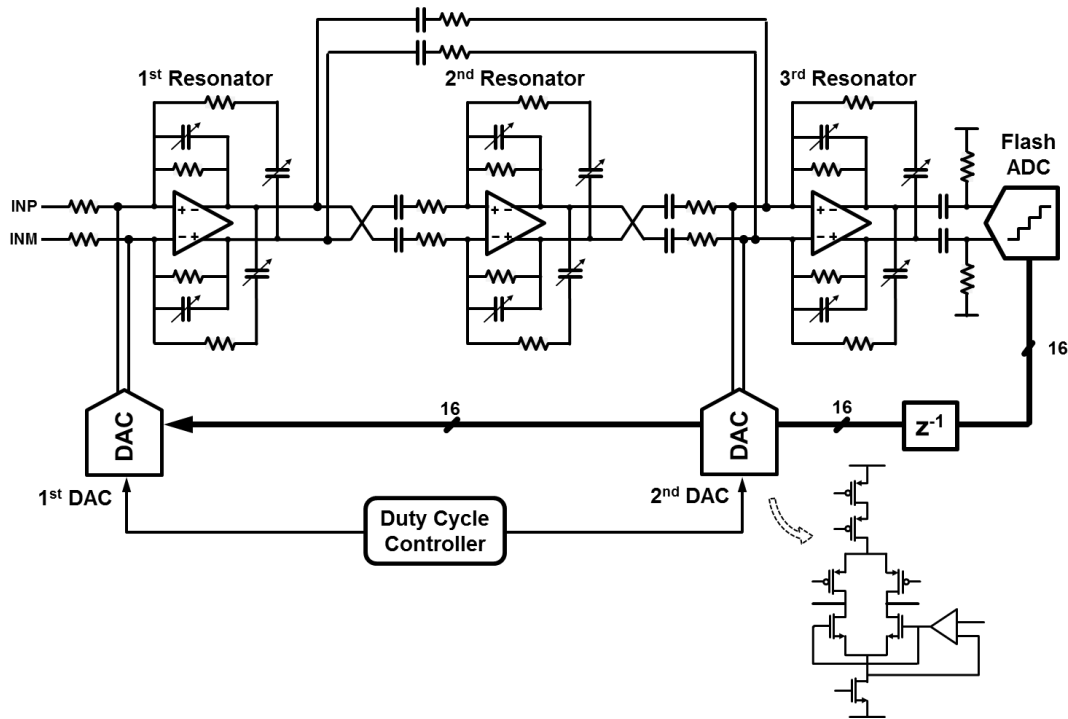 1st Resonator
2nd Resonator
3rd Resonator
Flash
ADC
INP
INM
+ -
- +
+ -
- +
+ -
- +
16
16
16
z-1
DAC
DAC
1st DAC
2nd DAC
Duty Cycle
Controller